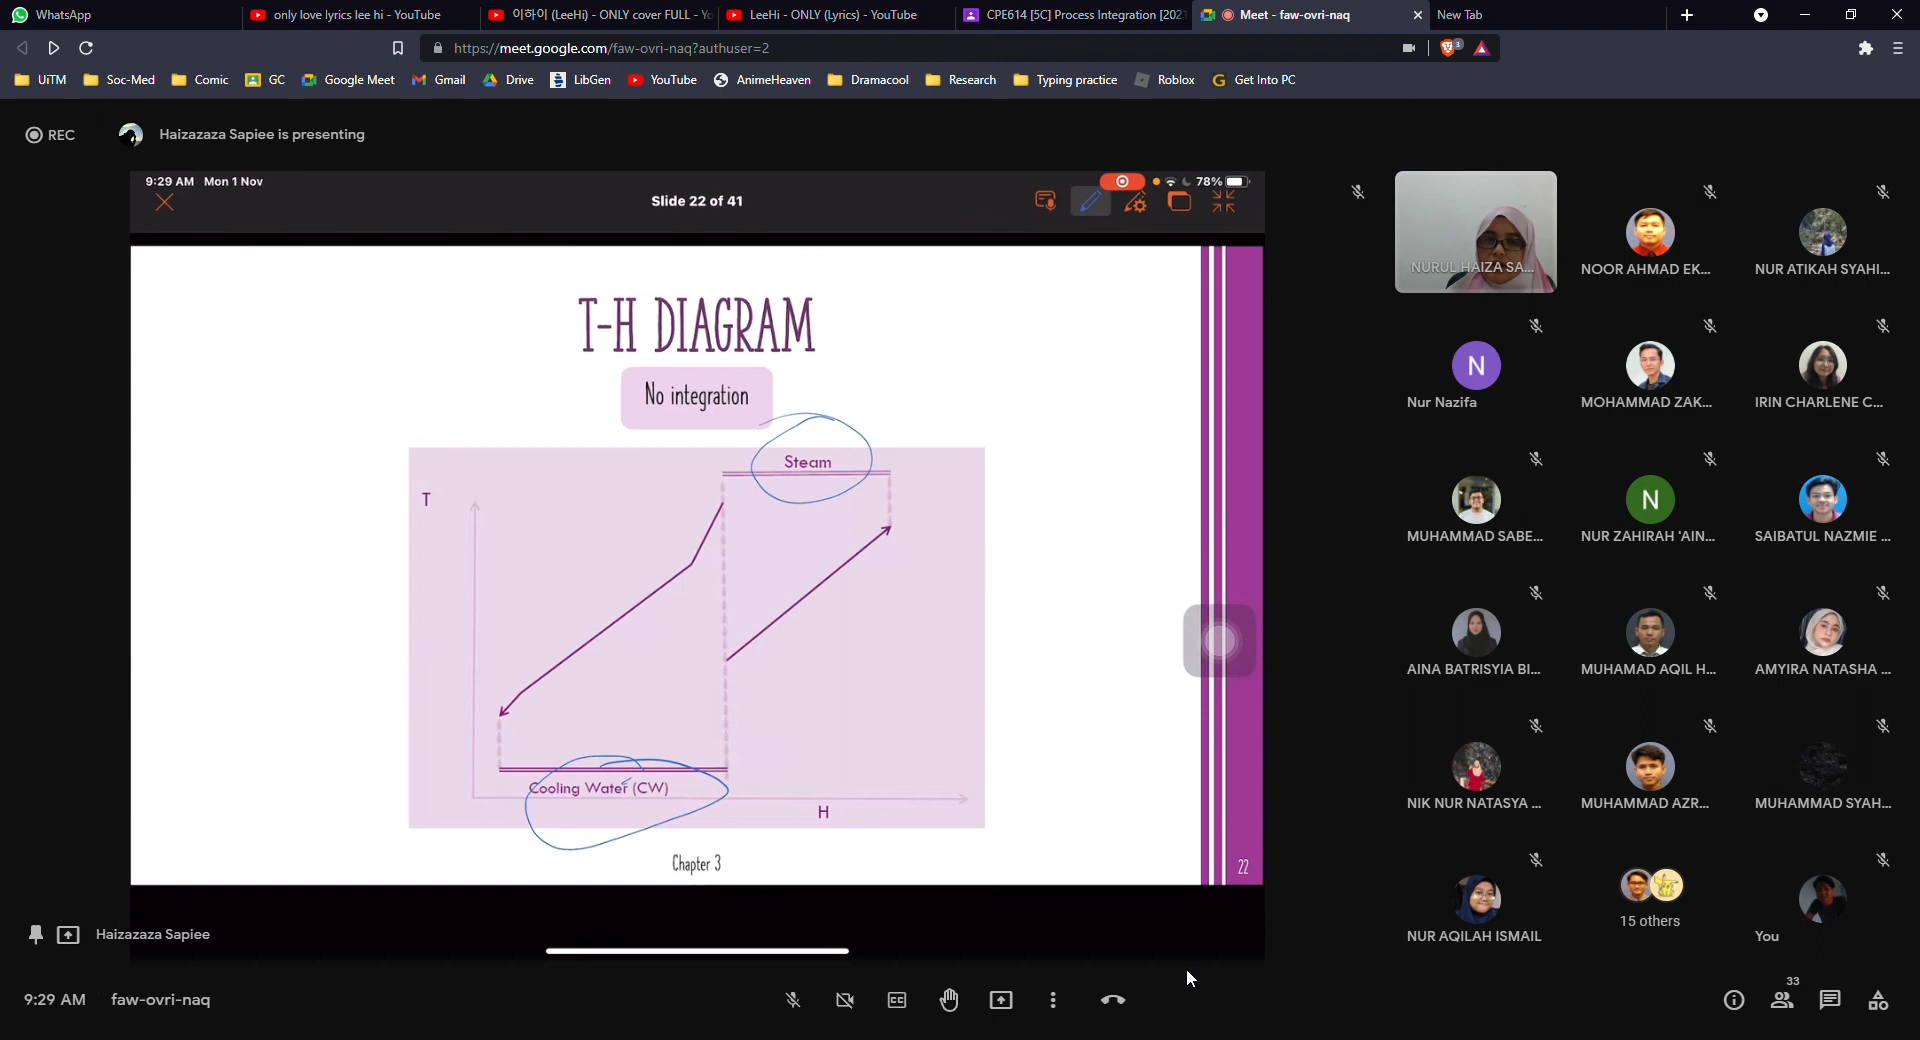 WhatsApp
only love lyrics lee hi - YouTube
이하이 (LeeHi) - ONLY cover FULL - Yo
LeeHi - ONLY (Lyrics) - YouTube
CPE614 [5C] Process Integration [2021
Meet - faw-ovri-naq
New Tab
https://meet.google.com/faw-ovri-naq?authuser=2
3
UiTM
Soc-Med
Comic
GC
Google Meet
Gmail
Drive
LibGen
YouTube
AnimeHeaven
Dramacool
Research
Typing practice
Roblox
Get Into PC
REC
Haizazaza Sapiee is presenting
9:29 AM Mon 1 Nov
78%
Slide 22 of 41
T-H DIAGRAM
No integration
Steam
T
Cooling Water (CW)
H
Chapter 3
22
NURUL HAIZA SA...
NOOR AHMAD EK...
NUR ATIKAH SYAHI...
N
Nur Nazifa
MOHAMMAD ZAK...
IRIN CHARLENE C...
MUHAMMAD SABE...
N
NUR ZAHIRAH 'AIN...
SAIBATUL NAZMIE ...
AINA BATRISYIA BI...
MUHAMAD AQIL H...
AMYIRA NATASHA ...
NIK NUR NATASYA ...
MUHAMMAD AZR...
MUHAMMAD SYAH...
NUR AQILAH ISMAIL
15 others
You
Haizazaza Sapiee
9:29 AM
faw-ovri-naq
33